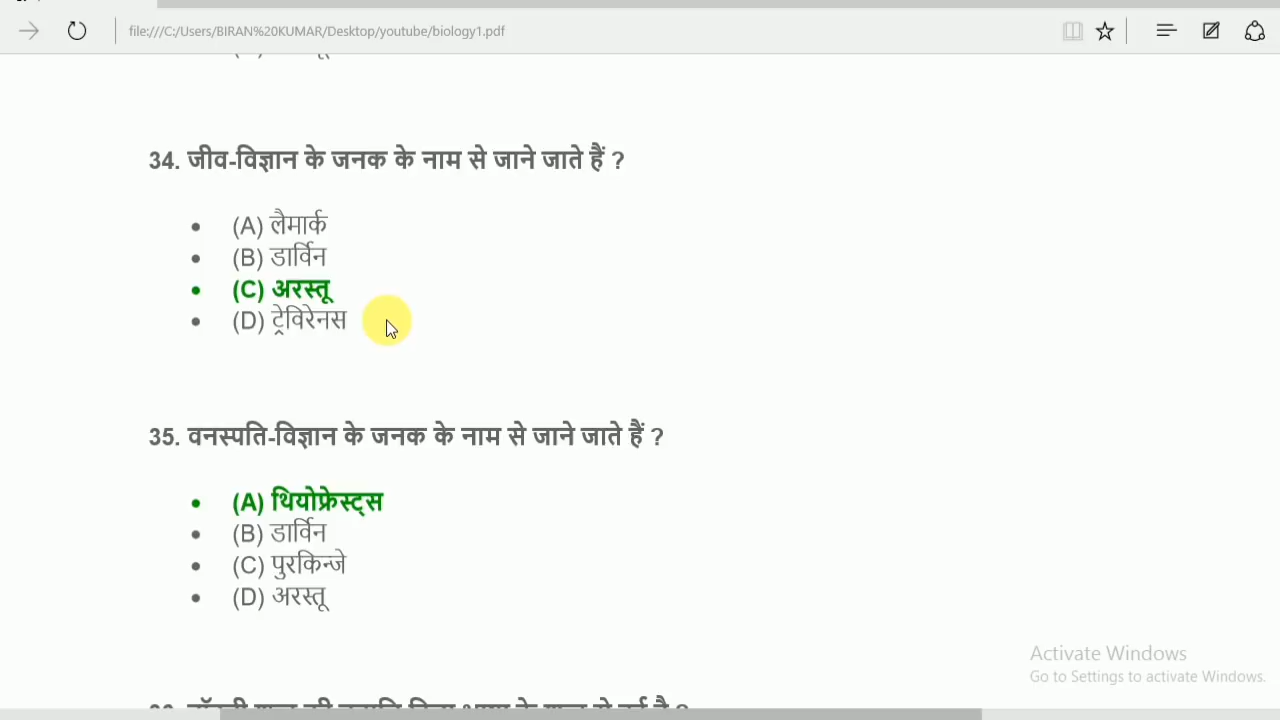 file:///C:/Users/BIRAN%20KUMAR/Desktop/youtube/biology1.pdf
34. जीव-विज्ञान के जनक के नाम से जाने जाते हैं ?
• (A) लैमार्क
• (B) डार्विन
• (C) अरस्तू
• (D) ट्रेविरेनस
35. वनस्पति-विज्ञान के जनक के नाम से जाने जाते हैं ?
• (A) थियोफ्रेस्ट्स
• (B) डार्विन
• (C) पुरकिन्जे
• (D) अरस्तू
Activate Windows
Go to Settings to activate Windows.